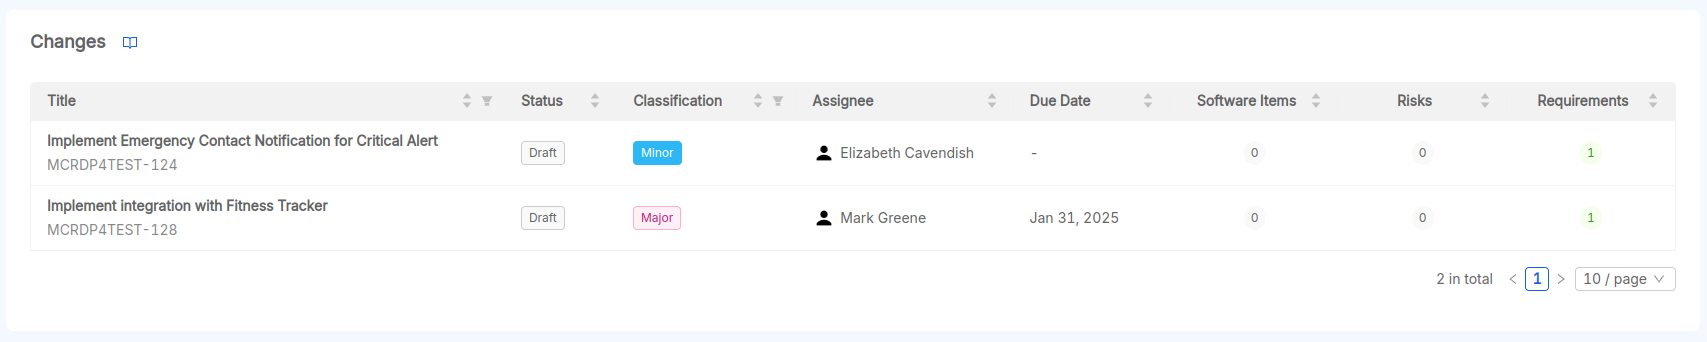 Changes
Title Status Classification Assignee Due Date Software Items Risks Requirements
Implement Emergency Contact Notification for Critical Alert
MCRDP4TEST-124
Draft Minor Elizabeth Cavendish - 0 0 1
Implement integration with Fitness Tracker
MCRDP4TEST-128
Draft Major Mark Greene Jan 31, 2025 0 0 1
2 in total < 1 > 10 / page